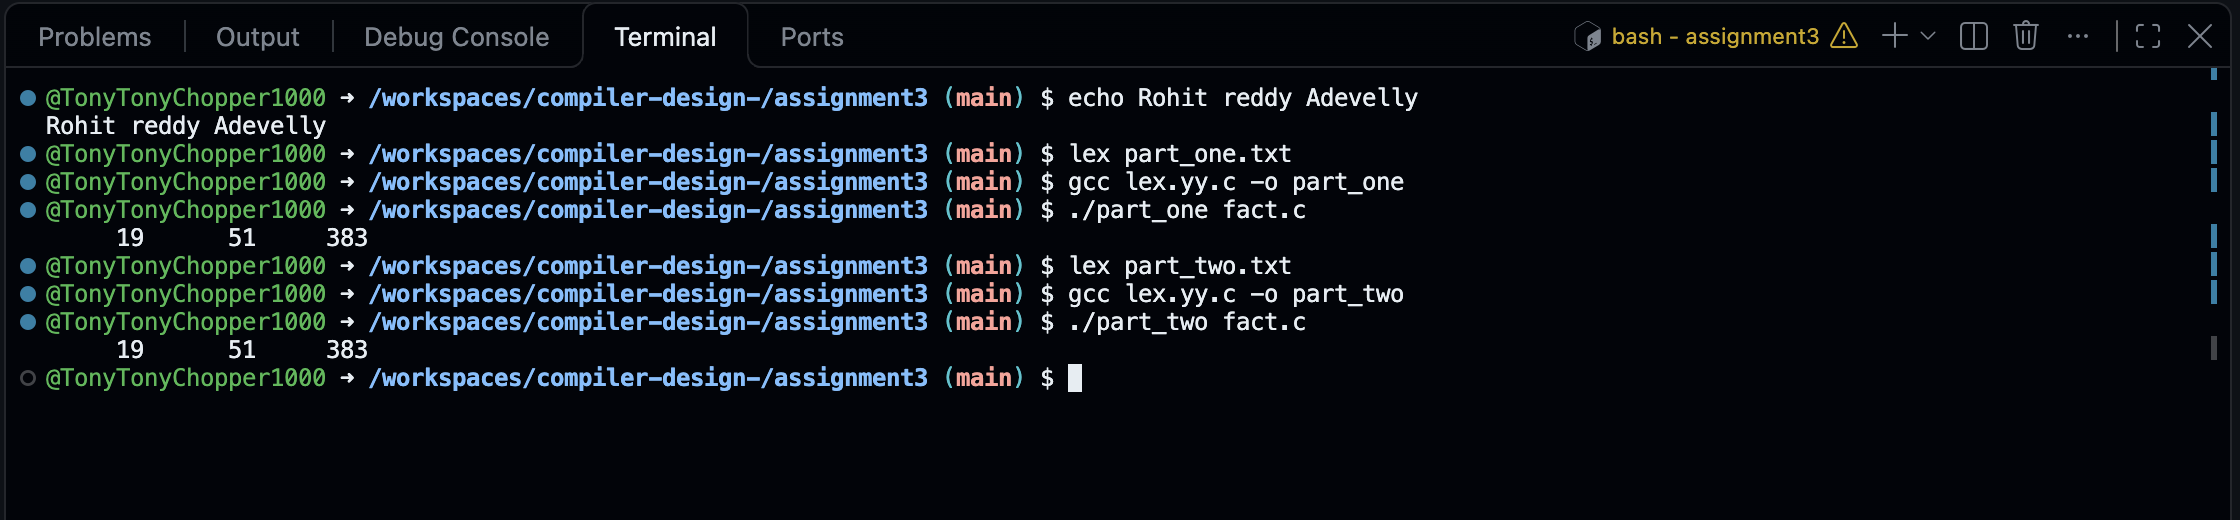 Problems Output Debug Console Terminal Ports bash - assignment3
@TonyTonyChopper1000 → /workspaces/compiler-design-/assignment3 (main) $ echo Rohit reddy Adevelly
Rohit reddy Adevelly
@TonyTonyChopper1000 → /workspaces/compiler-design-/assignment3 (main) $ lex part_one.txt
@TonyTonyChopper1000 → /workspaces/compiler-design-/assignment3 (main) $ gcc lex.yy.c -o part_one
@TonyTonyChopper1000 → /workspaces/compiler-design-/assignment3 (main) $ ./part_one fact.c
19 51 383
@TonyTonyChopper1000 → /workspaces/compiler-design-/assignment3 (main) $ lex part_two.txt
@TonyTonyChopper1000 → /workspaces/compiler-design-/assignment3 (main) $ gcc lex.yy.c -o part_two
@TonyTonyChopper1000 → /workspaces/compiler-design-/assignment3 (main) $ ./part_two fact.c
19 51 383
@TonyTonyChopper1000 → /workspaces/compiler-design-/assignment3 (main) $